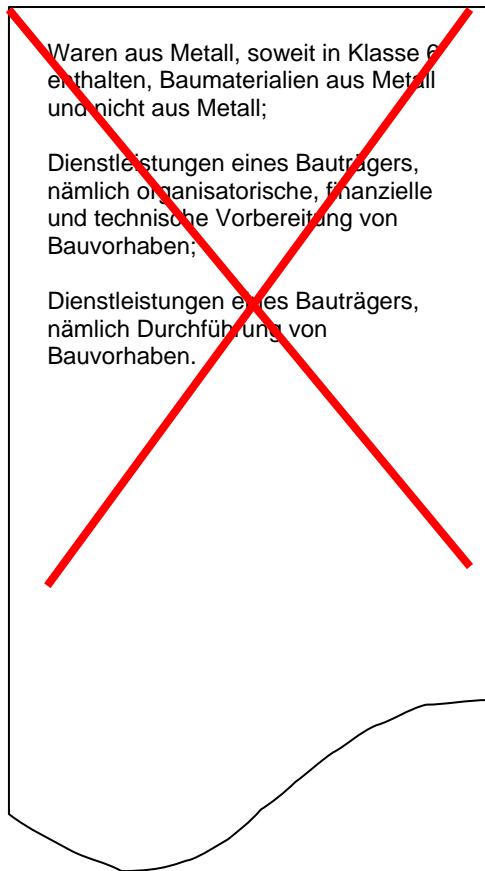 Waren aus Metall, soweit in Klasse 6
enthalten, Baumaterialien aus Metall
und nicht aus Metall;
Dienstleistungen eines Bauträgers,
nämlich organisatorische, finanzielle
und technische Vorbereitung von
Bauvorhaben;
Dienstleistungen eines Bauträgers,
nämlich Durchführung von
Bauvorhaben.